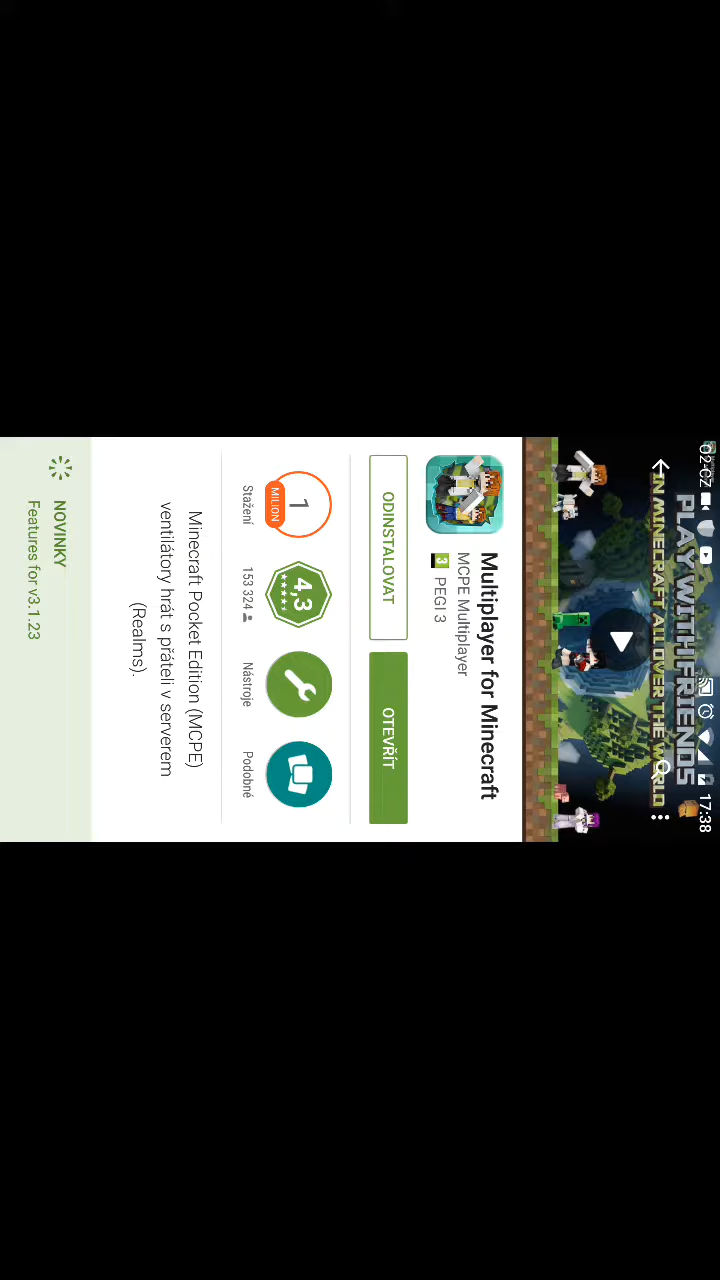 O2-CZ 17:38
PLAY WITH FRIENDS
IN MINECRAFT ALL OVER THE WORLD
Multiplayer for Minecraft
MCPE Multiplayer
3 PEGI 3
ODINSTALOVAT OTEVŘÍT
1 MILION 4,3
Stažení 153 324 Nástroje Podobné
Minecraft Pocket Edition (MCPE)
ventilátory hrát s přáteli v serverem
(Realms).
NOVINKY
Features for v3.1.23